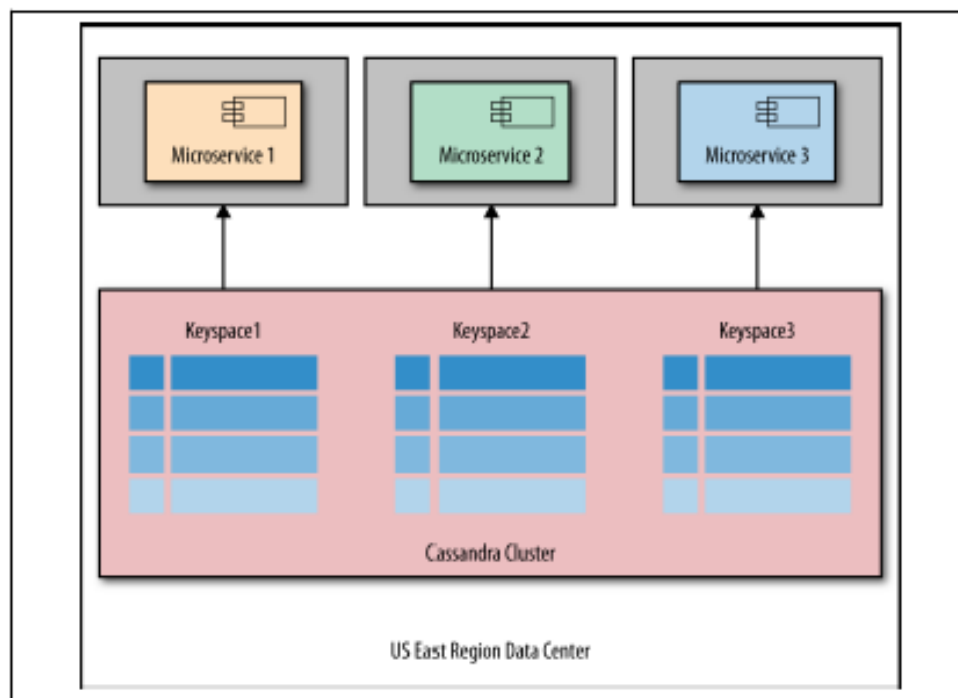 Microservice 1
Microservice 2
Microservice 3
Keyspace1
Keyspace2
Keyspace3
Cassandra Cluster
US East Region Data Center